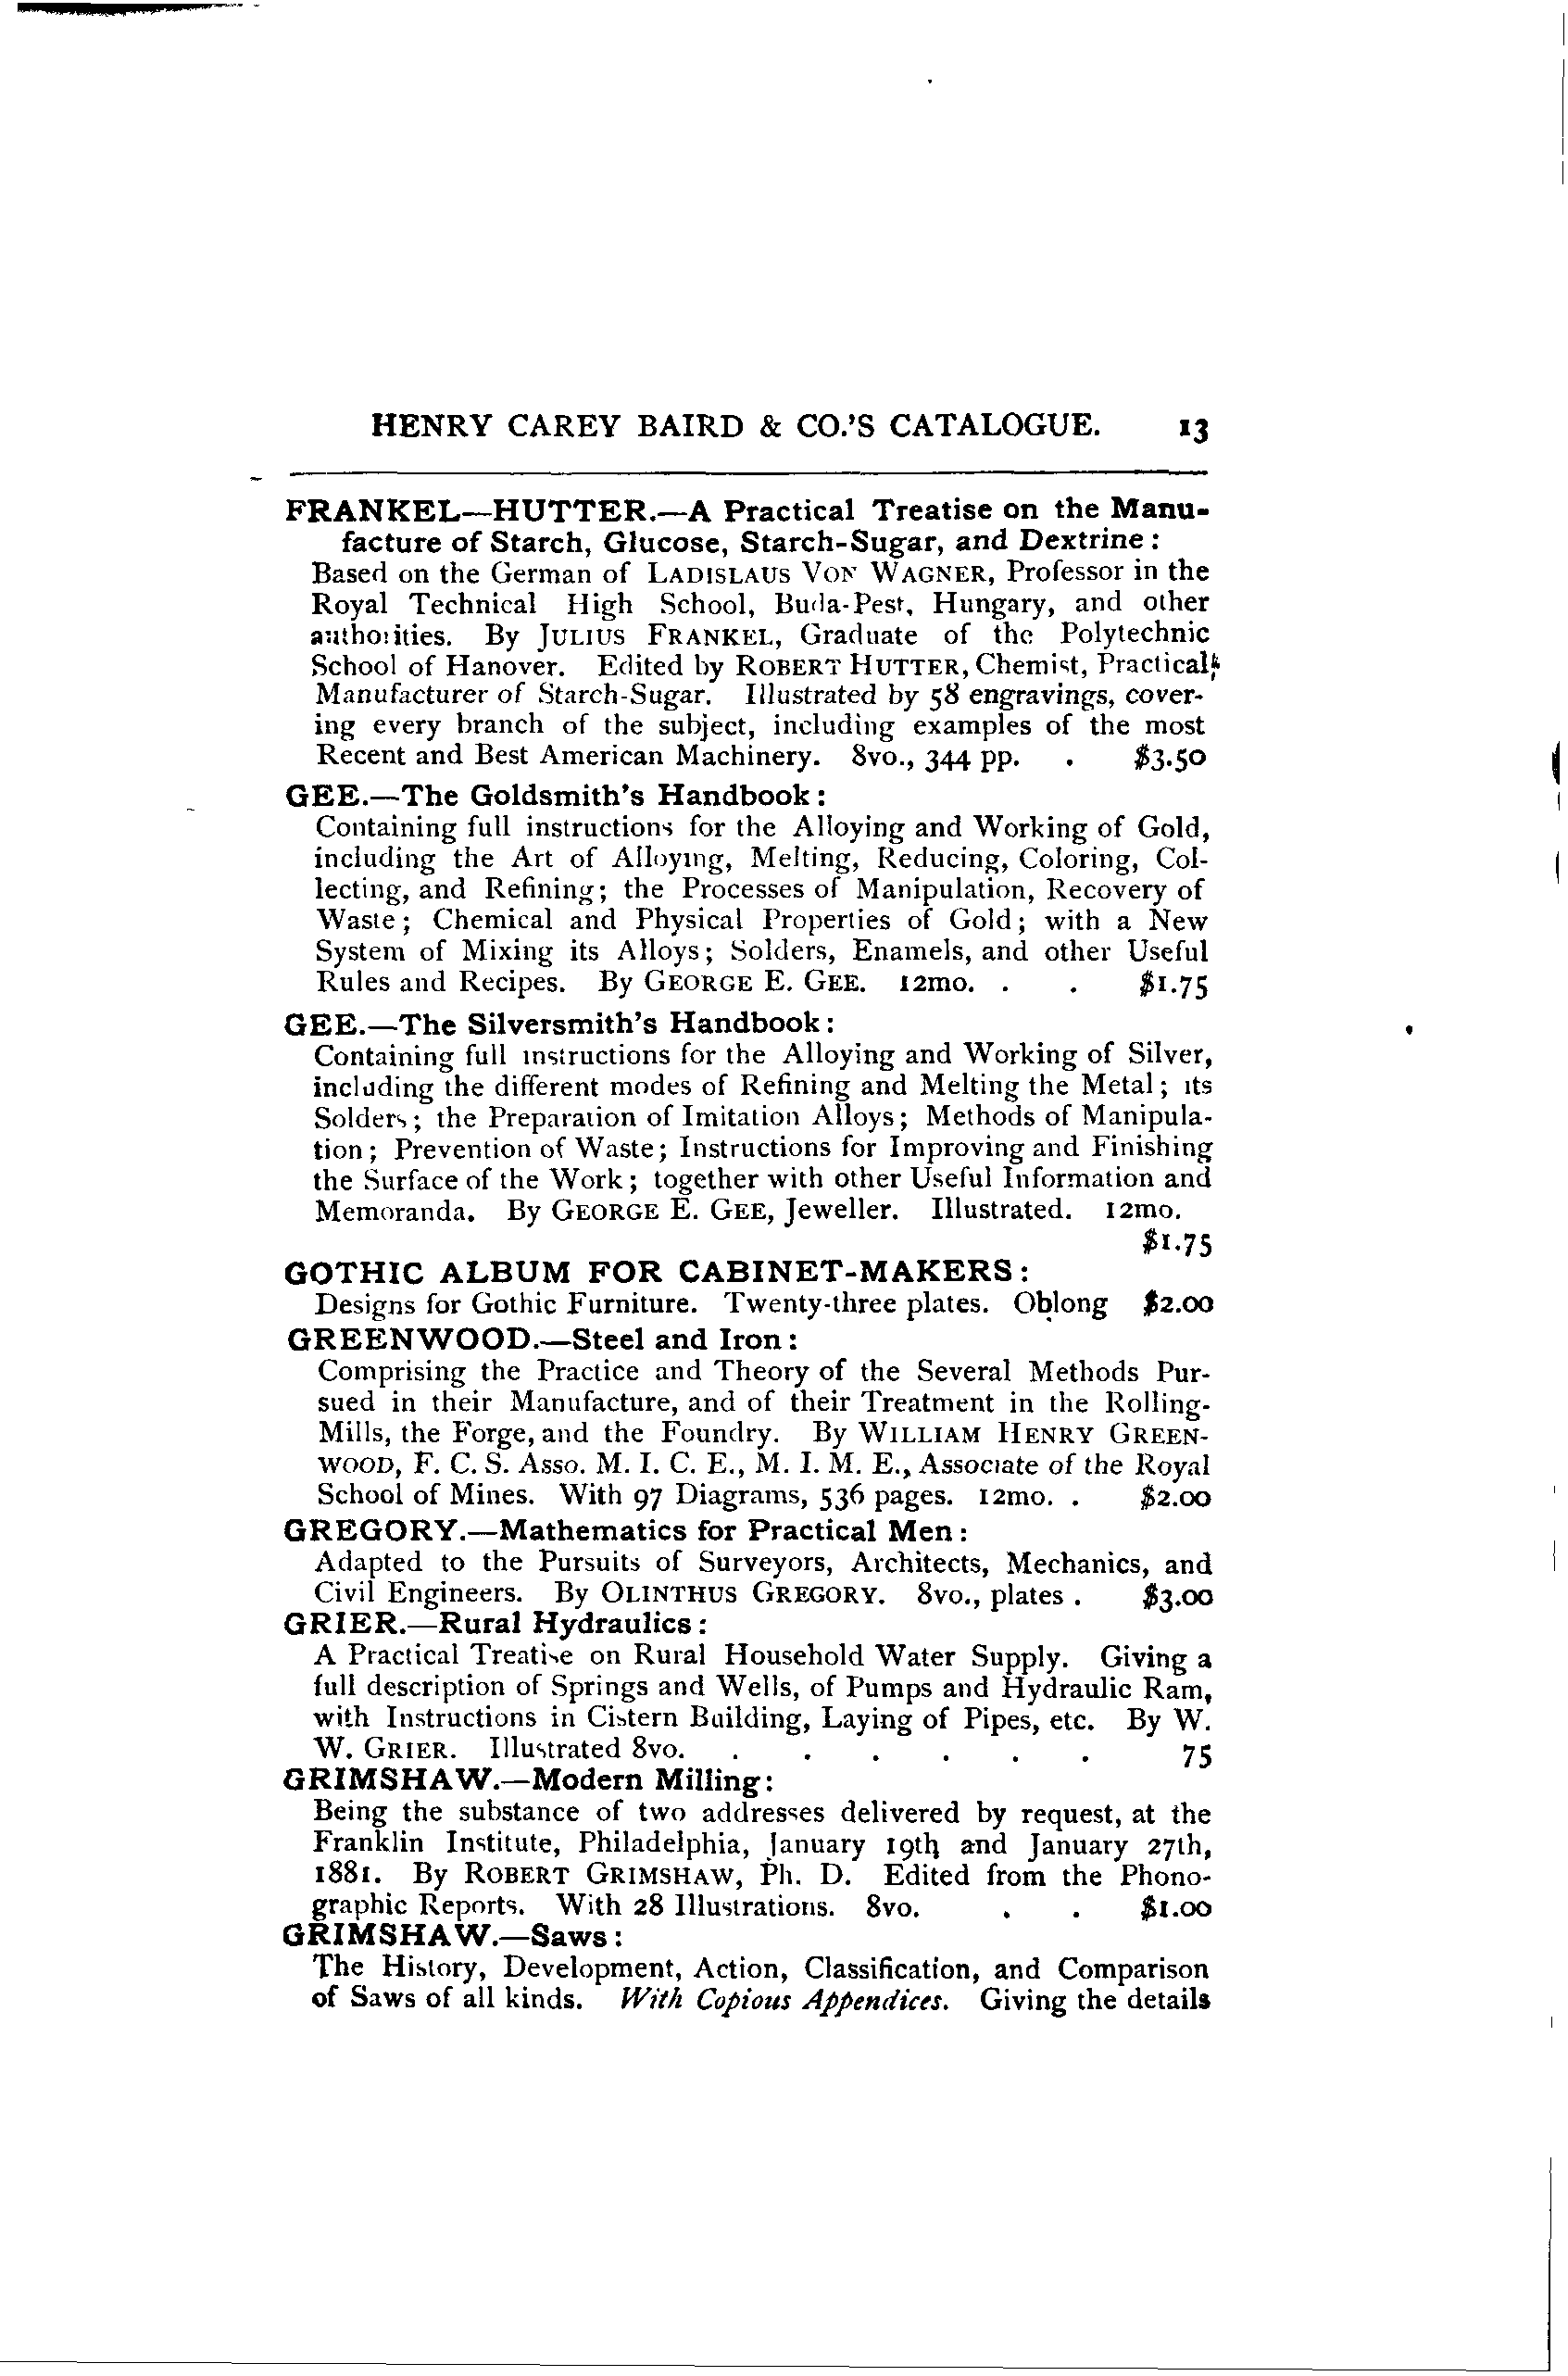 HENRY CAREY BAIRD & CO.'S CATALOGUE. 13
FRANKEL—HUTTER.—A Practical Treatise on the Manu-
facture of Starch, Glucose, Starch-Sugar, and Dextrine:
Based on the German of LADISLAUS VON WAGNER, Professor in the
Royal Technical High School, Buda-Pest, Hungary, and other
authorities. By JULIUS FRANKEL, Graduate of the Polytechnic
School of Hanover. Edited by ROBERT HUTTER, Chemist, Practical
Manufacturer of Starch-Sugar. Illustrated by 58 engravings, cover-
ing every branch of the subject, including examples of the most
Recent and Best American Machinery. 8vo., 344 pp. . $3.50
GEE.—The Goldsmith's Handbook:
Containing full instructions for the Alloying and Working of Gold,
including the Art of Alloying, Melting, Reducing, Coloring, Col-
lecting, and Refining; the Processes of Manipulation, Recovery of
Waste; Chemical and Physical Properties of Gold; with a New
System of Mixing its Alloys; Solders, Enamels, and other Useful
Rules and Recipes. By GEORGE E. GEE. 12mo. . . $1.75
GEE.—The Silversmith's Handbook:
Containing full instructions for the Alloying and Working of Silver,
including the different modes of Refining and Melting the Metal; its
Solders; the Preparation of Imitation Alloys; Methods of Manipula-
tion; Prevention of Waste; Instructions for Improving and Finishing
the Surface of the Work; together with other Useful Information and
Memoranda. By GEORGE E. GEE, Jeweller. Illustrated. 12mo.
$1.75
GOTHIC ALBUM FOR CABINET-MAKERS:
Designs for Gothic Furniture. Twenty-three plates. Oblong $2.00
GREENWOOD.—Steel and Iron:
Comprising the Practice and Theory of the Several Methods Pur-
sued in their Manufacture, and of their Treatment in the Rolling-
Mills, the Forge, and the Foundry. By WILLIAM HENRY GREEN-
WOOD, F. C. S. Asso. M. I. C. E., M. I. M. E., Associate of the Royal
School of Mines. With 97 Diagrams, 536 pages. 12mo. . $2.00
GREGORY.—Mathematics for Practical Men:
Adapted to the Pursuits of Surveyors, Architects, Mechanics, and
Civil Engineers. By OLINTHUS GREGORY. 8vo., plates . $3.00
GRIER.—Rural Hydraulics:
A Practical Treatise on Rural Household Water Supply. Giving a
full description of Springs and Wells, of Pumps and Hydraulic Ram,
with Instructions in Cistern Building, Laying of Pipes, etc. By W.
W. GRIER. Illustrated 8vo. . . . . . . 75
GRIMSHAW.—Modern Milling:
Being the substance of two addresses delivered by request, at the
Franklin Institute, Philadelphia, January 19th and January 27th,
1881. By ROBERT GRIMSHAW, Ph. D. Edited from the Phono-
graphic Reports. With 28 Illustrations. 8vo. . . $1.00
GRIMSHAW.—Saws:
The History, Development, Action, Classification, and Comparison
of Saws of all kinds. With Copious Appendices. Giving the details